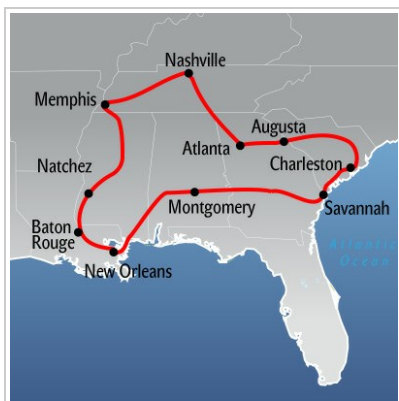 Nashville
Memphis
Augusta
Atlanta
Charleston
Natchez
Montgomery
Savannah
Baton
Rouge
New Orleans
Atlantic
Ocean